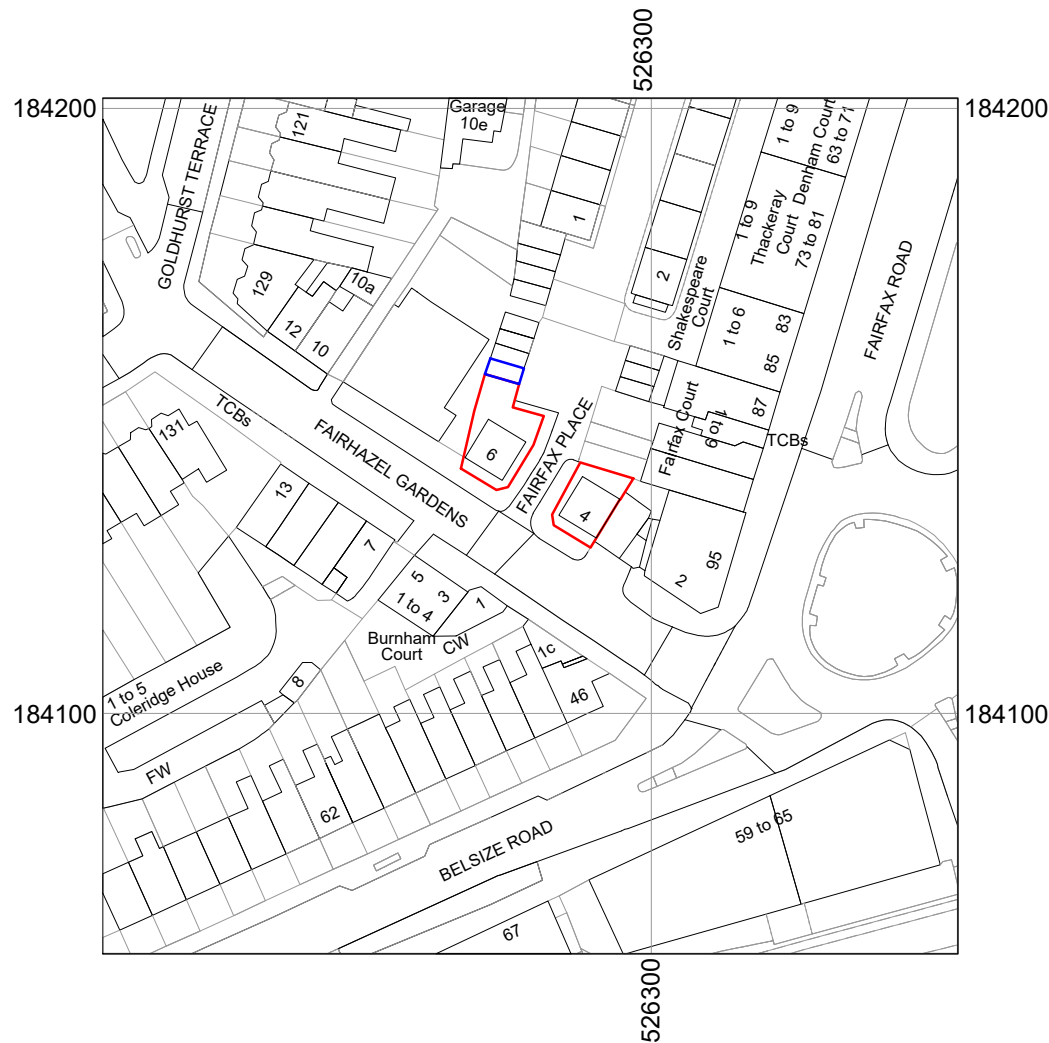 526300
184200
184200
Garage
10e
121
GOLDHURST TERRACE
1
1 to 9
Denham Court
63 to 71
1 to 9
Thackeray
Court
73 to 81
2
Shakespeare
Court
FAIRFAX ROAD
129
10a
12
10
1 to 6
83
85
87
TCBs
131
FAIRHAZEL GARDENS
6
FAIRFAX PLACE
Fairfax Court
1 to 9
TCBs
13
7
4
95
2
5
3
1 to 4
1
Burnham
Court
CW
1c
46
8
1 to 5
Coleridge House
184100
184100
FW
62
BELSIZE ROAD
59 to 65
67
526300